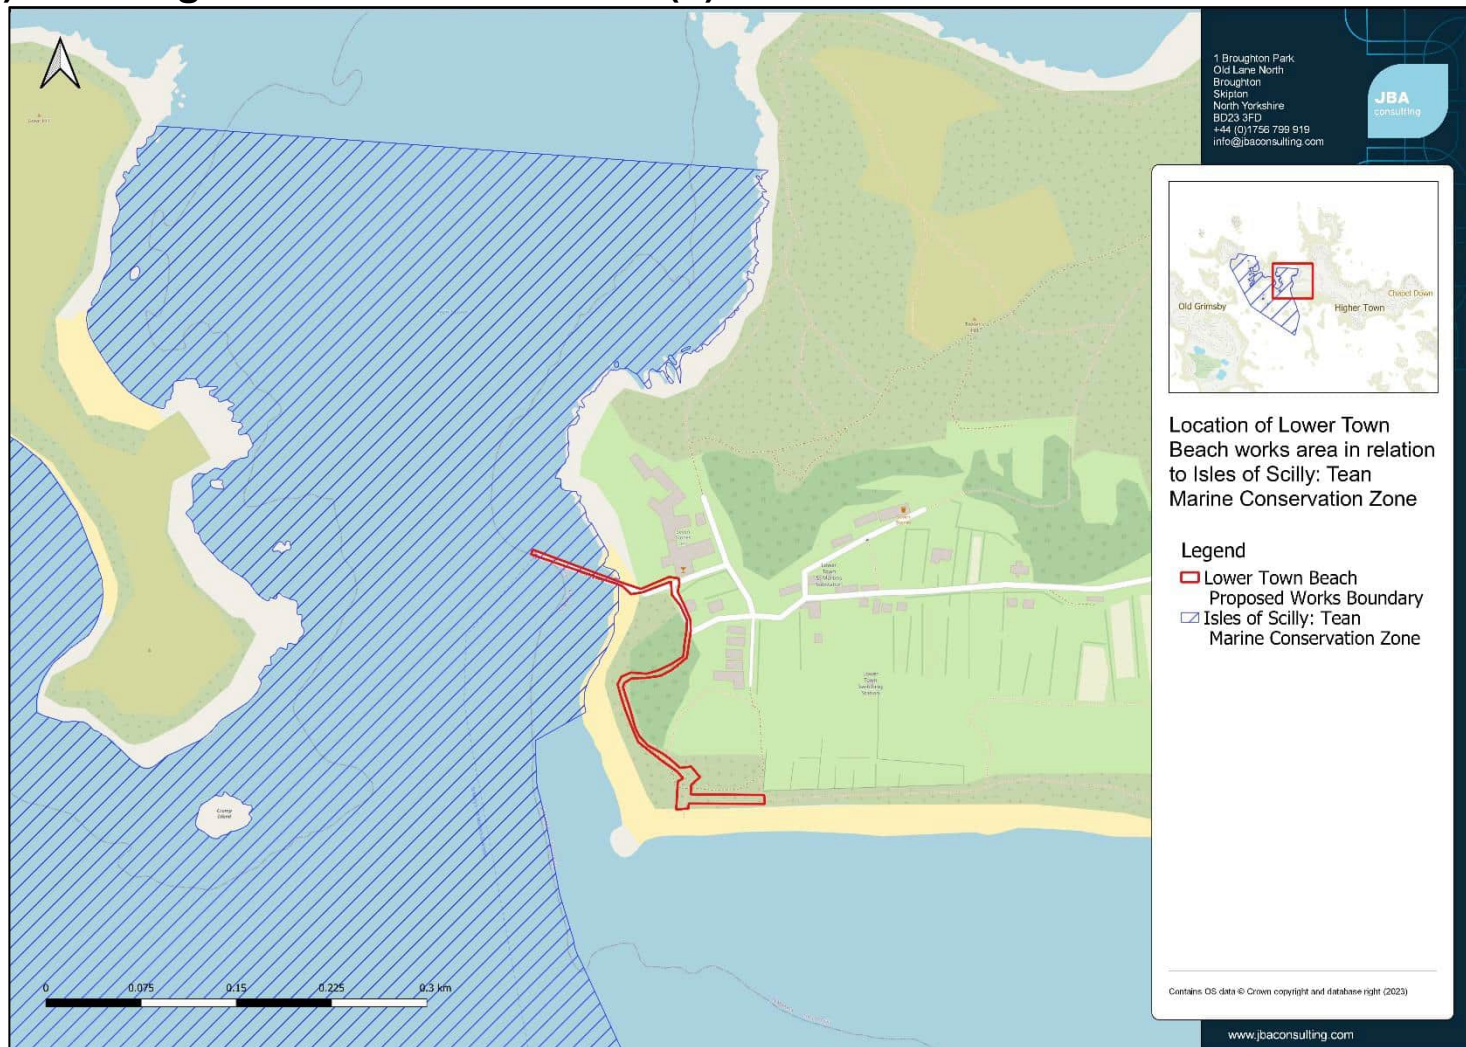 1 Broughton Park
Old Lane North
Broughton
Skipton
North Yorkshire
BD23 3FD
+44 (0)1756 799 919
info@jbaconsulting.com
JBA
consulting
Old Grimsby
Higher Town
Chapel Down
Location of Lower Town
Beach works area in relation
to Isles of Scilly: Tean
Marine Conservation Zone
Legend
Lower Town Beach
Proposed Works Boundary
Isles of Scilly: Tean
Marine Conservation Zone
Lower
Town
0
0.075
0.15
0.225
0.3 km
Contains OS data © Crown copyright and database right (2023)
www.jbaconsulting.com